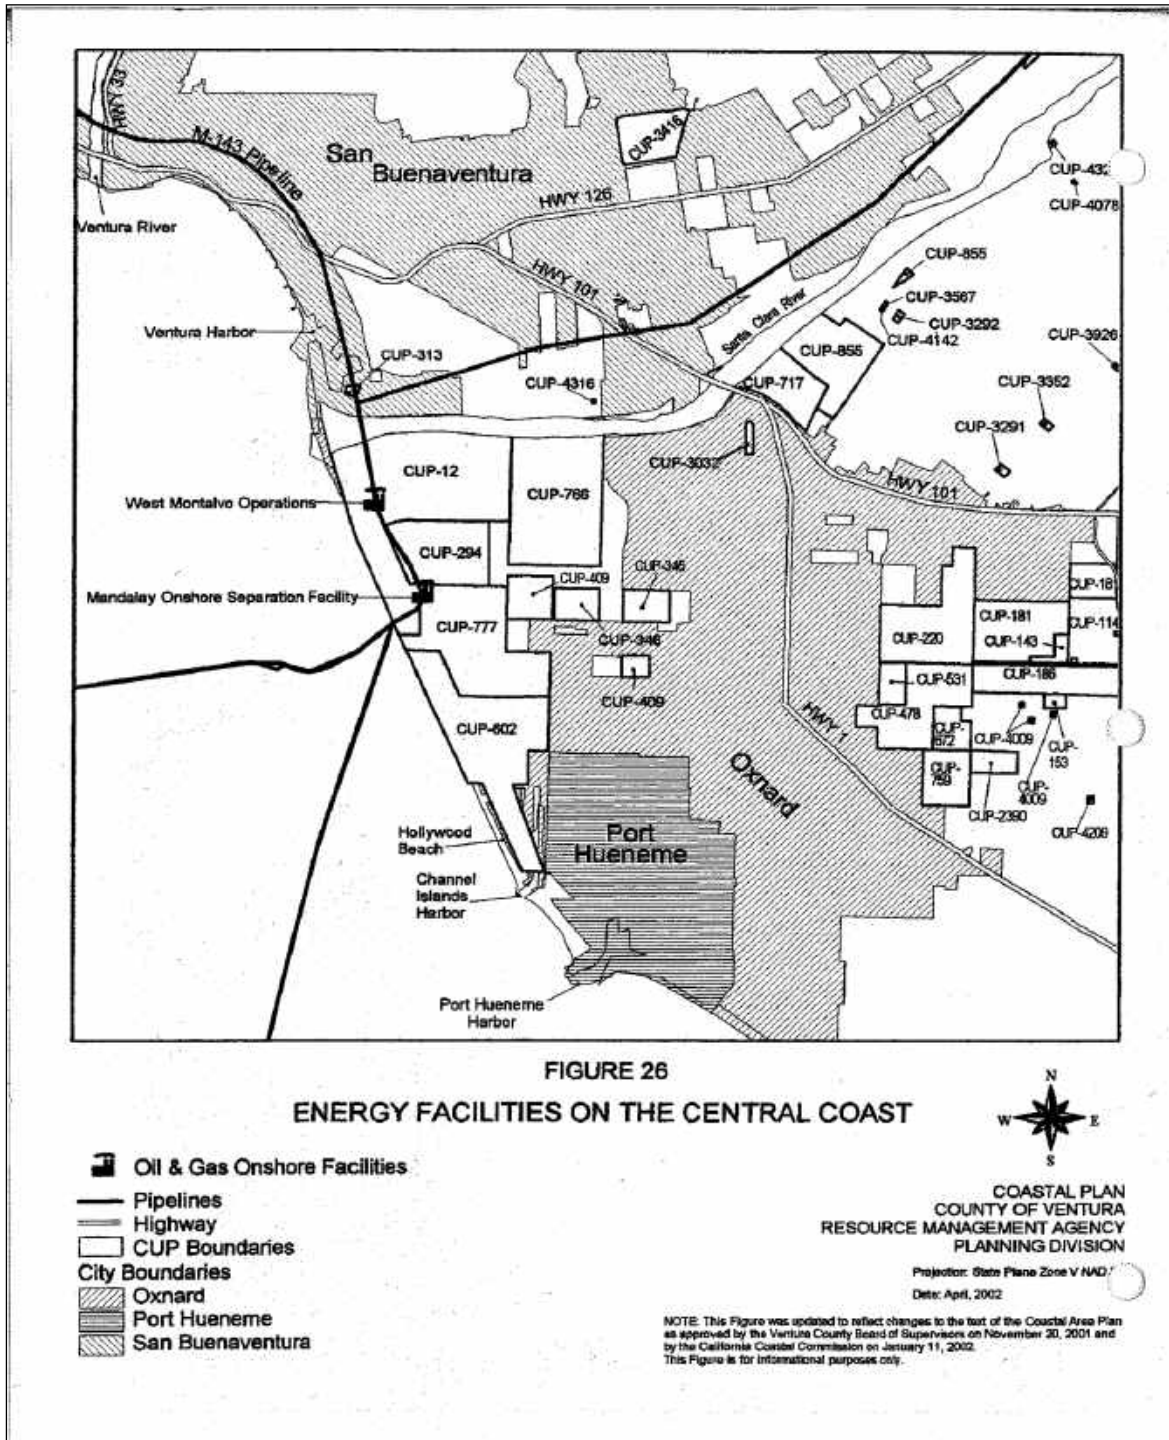 HWY 33
M-143 Pipeline
San
Buenaventura
CUP-3416
HWY 126
CUP-4078
Ventura River
HWY 101
CUP-855
CUP-3567
Santa Clara River
CUP-3292
Ventura Harbor
CUP-4142
CUP-3926
CUP-313
CUP-855
CUP-4316
CUP-717
CUP-3352
CUP-3291
CUP-12
CUP-3032
HWY 101
West Montalvo Operations
CUP-766
CUP-294
CUP-409
CUP-346
CUP-181
Mandalay Onshore Separation Facility
CUP-777
CUP-346
CUP-220
CUP-181
CUP-143
CUP-114
CUP-409
CUP-531
CUP-186
CUP-602
HWY 1
CUP-478
CUP-
672
CUP-4009
CUP-
153
Oxnard
CUP-
759
CUP-
4009
CUP-2390
CUP-4208
Hollywood
Beach
Port
Hueneme
Channel
Islands
Harbor
Port Hueneme
Harbor
FIGURE 26
ENERGY FACILITIES ON THE CENTRAL COAST
N
W
E
S
Oil & Gas Onshore Facilities
Pipelines
Highway
CUP Boundaries
City Boundaries
Oxnard
Port Hueneme
San Buenaventura
COASTAL PLAN
COUNTY OF VENTURA
RESOURCE MANAGEMENT AGENCY
PLANNING DIVISION
Projection: State Plane Zone V NAD
Date: April, 2002
NOTE: This Figure was updated to reflect changes to the text of the Coastal Area Plan
as approved by the Ventura County Board of Supervisors on November 20, 2001 and
by the California Coastal Commission on January 11, 2002.
This Figure is for informational purposes only.